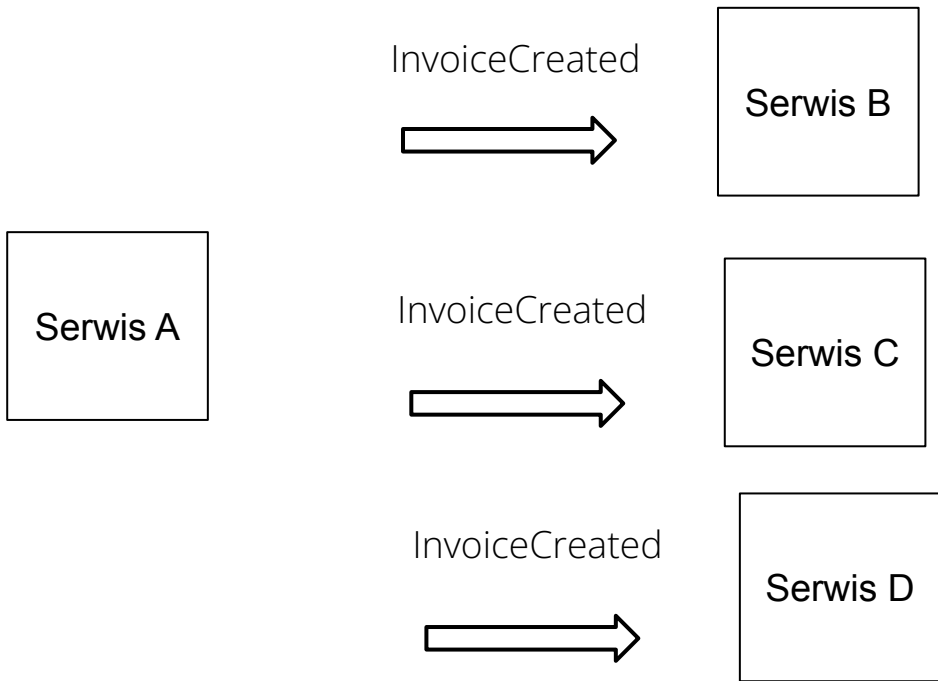 InvoiceCreated
Serwis B
Serwis A
InvoiceCreated
Serwis C
InvoiceCreated
Serwis D